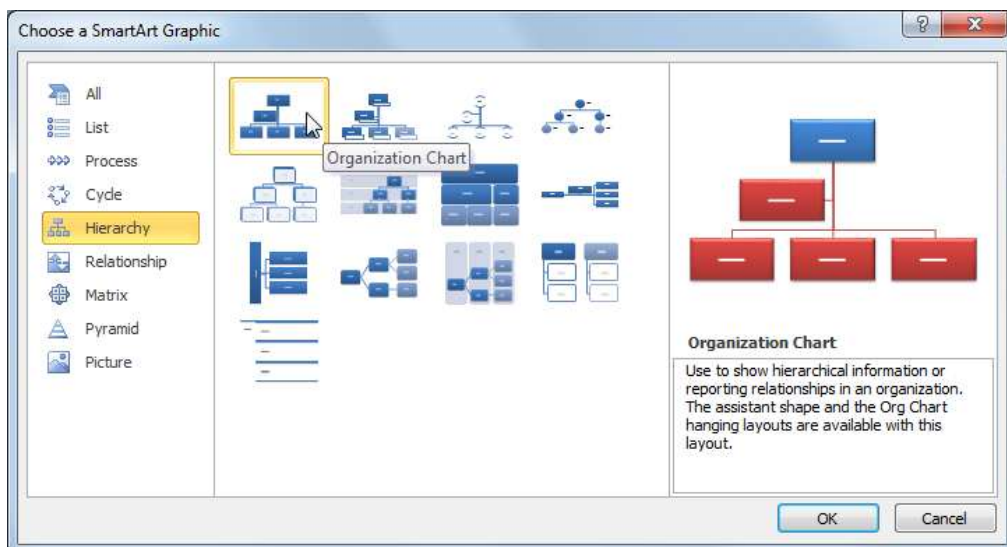 Choose a SmartArt Graphic
All
List
Process
Cycle
Hierarchy
Relationship
Matrix
Pyramid
Picture
Organization Chart
Organization Chart
Use to show hierarchical information or
reporting relationships in an organization.
The assistant shape and the Org Chart
hanging layouts are available with this
layout.
OK
Cancel